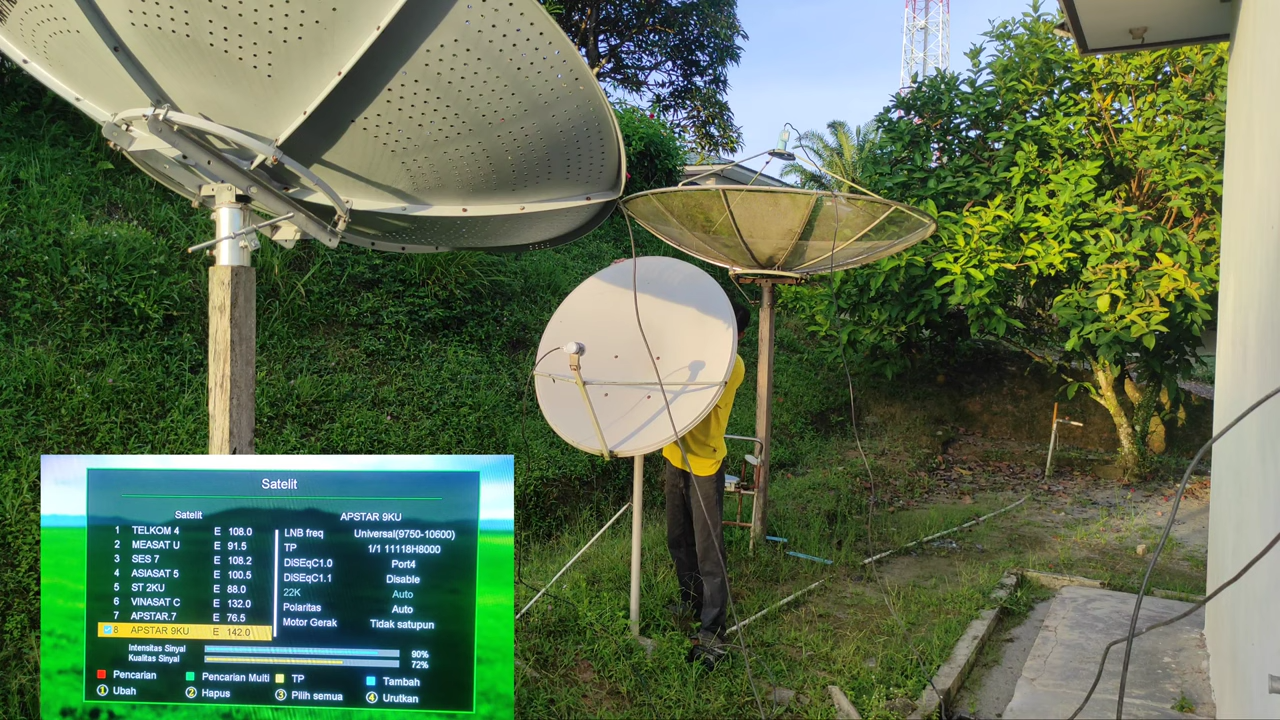 Satelit
Satelit
1 TELKOM 4 E 108.0
2 MEASAT U E 91.5
3 SES 7 E 108.2
4 ASIASAT 5 E 100.5
5 ST 2KU E 88.0
6 VINASAT C E 132.0
7 APSTAR.7 E 76.5
8 APSTAR 9KU E 142.0
APSTAR 9KU
LNB freq Universal(9750-10600)
TP 1/1 11118H8000
DiSEqC1.0 Port4
DiSEqC1.1 Disable
22K Auto
Polaritas Auto
Motor Gerak Tidak satupun
Intensitas Sinyal 90%
Kualitas Sinyal 72%
Pencarian Pencarian Multi TP Tambah
1 Ubah 2 Hapus 3 Pilih semua 4 Urutkan